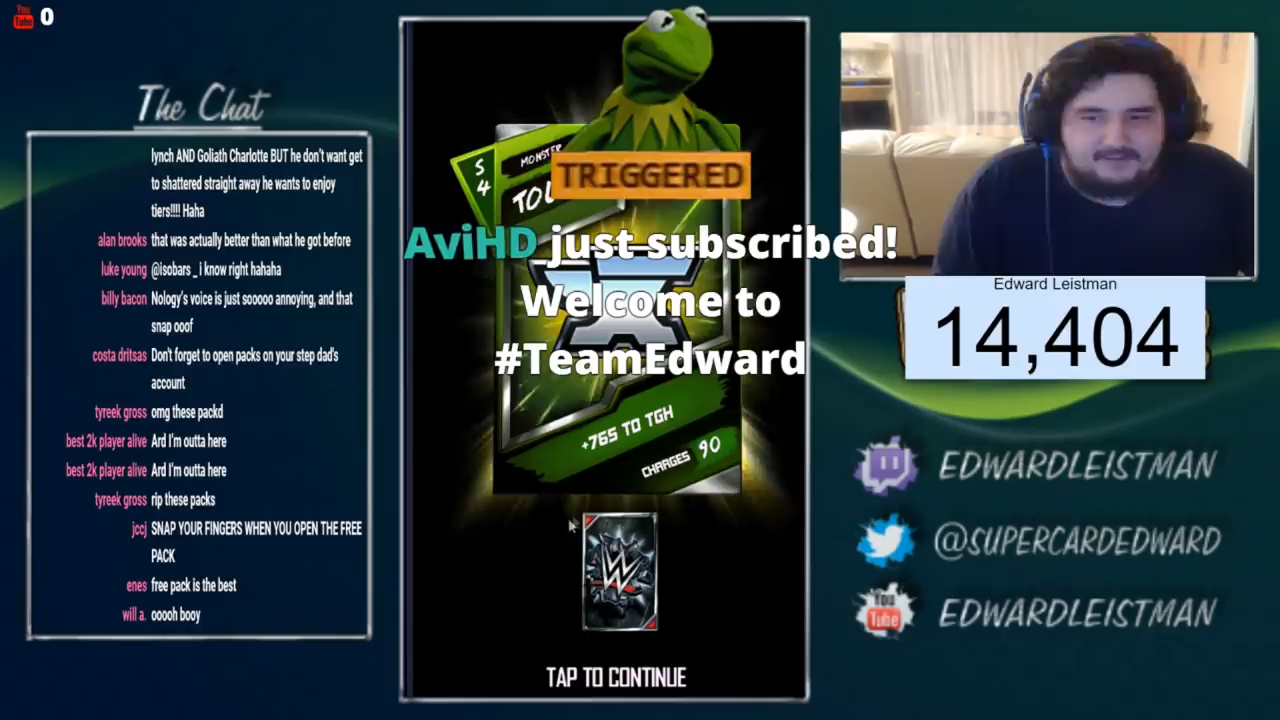 You
Tube
0
The Chat
lynch AND Goliath Charlotte BUT he don't want get
to shattered straight away he wants to enjoy
tiers!!!! Haha
alan brooks that was actually better than what he got before
luke young @isobars _ i know right hahaha
billy bacon Nology's voice is just sooooo annoying, and that
snap ooof
costa dritsas Don't forget to open packs on your step dad's
account
tyreek gross omg these packd
best 2k player alive Ard I'm outta here
best 2k player alive Ard I'm outta here
tyreek gross rip these packs
jccj SNAP YOUR FINGERS WHEN YOU OPEN THE FREE
PACK
enes free pack is the best
will a. ooooh booy
S
4
MONSTER
TRIGGERED
AviHD_just subscribed!
Welcome to
#TeamEdward
+765 TO TGH
CHARGES 90
W
TAP TO CONTINUE
Edward Leistman
14,404
EDWARDLEISTMAN
@SUPERCARDEDWARD
You
Tube
EDWARDLEISTMAN